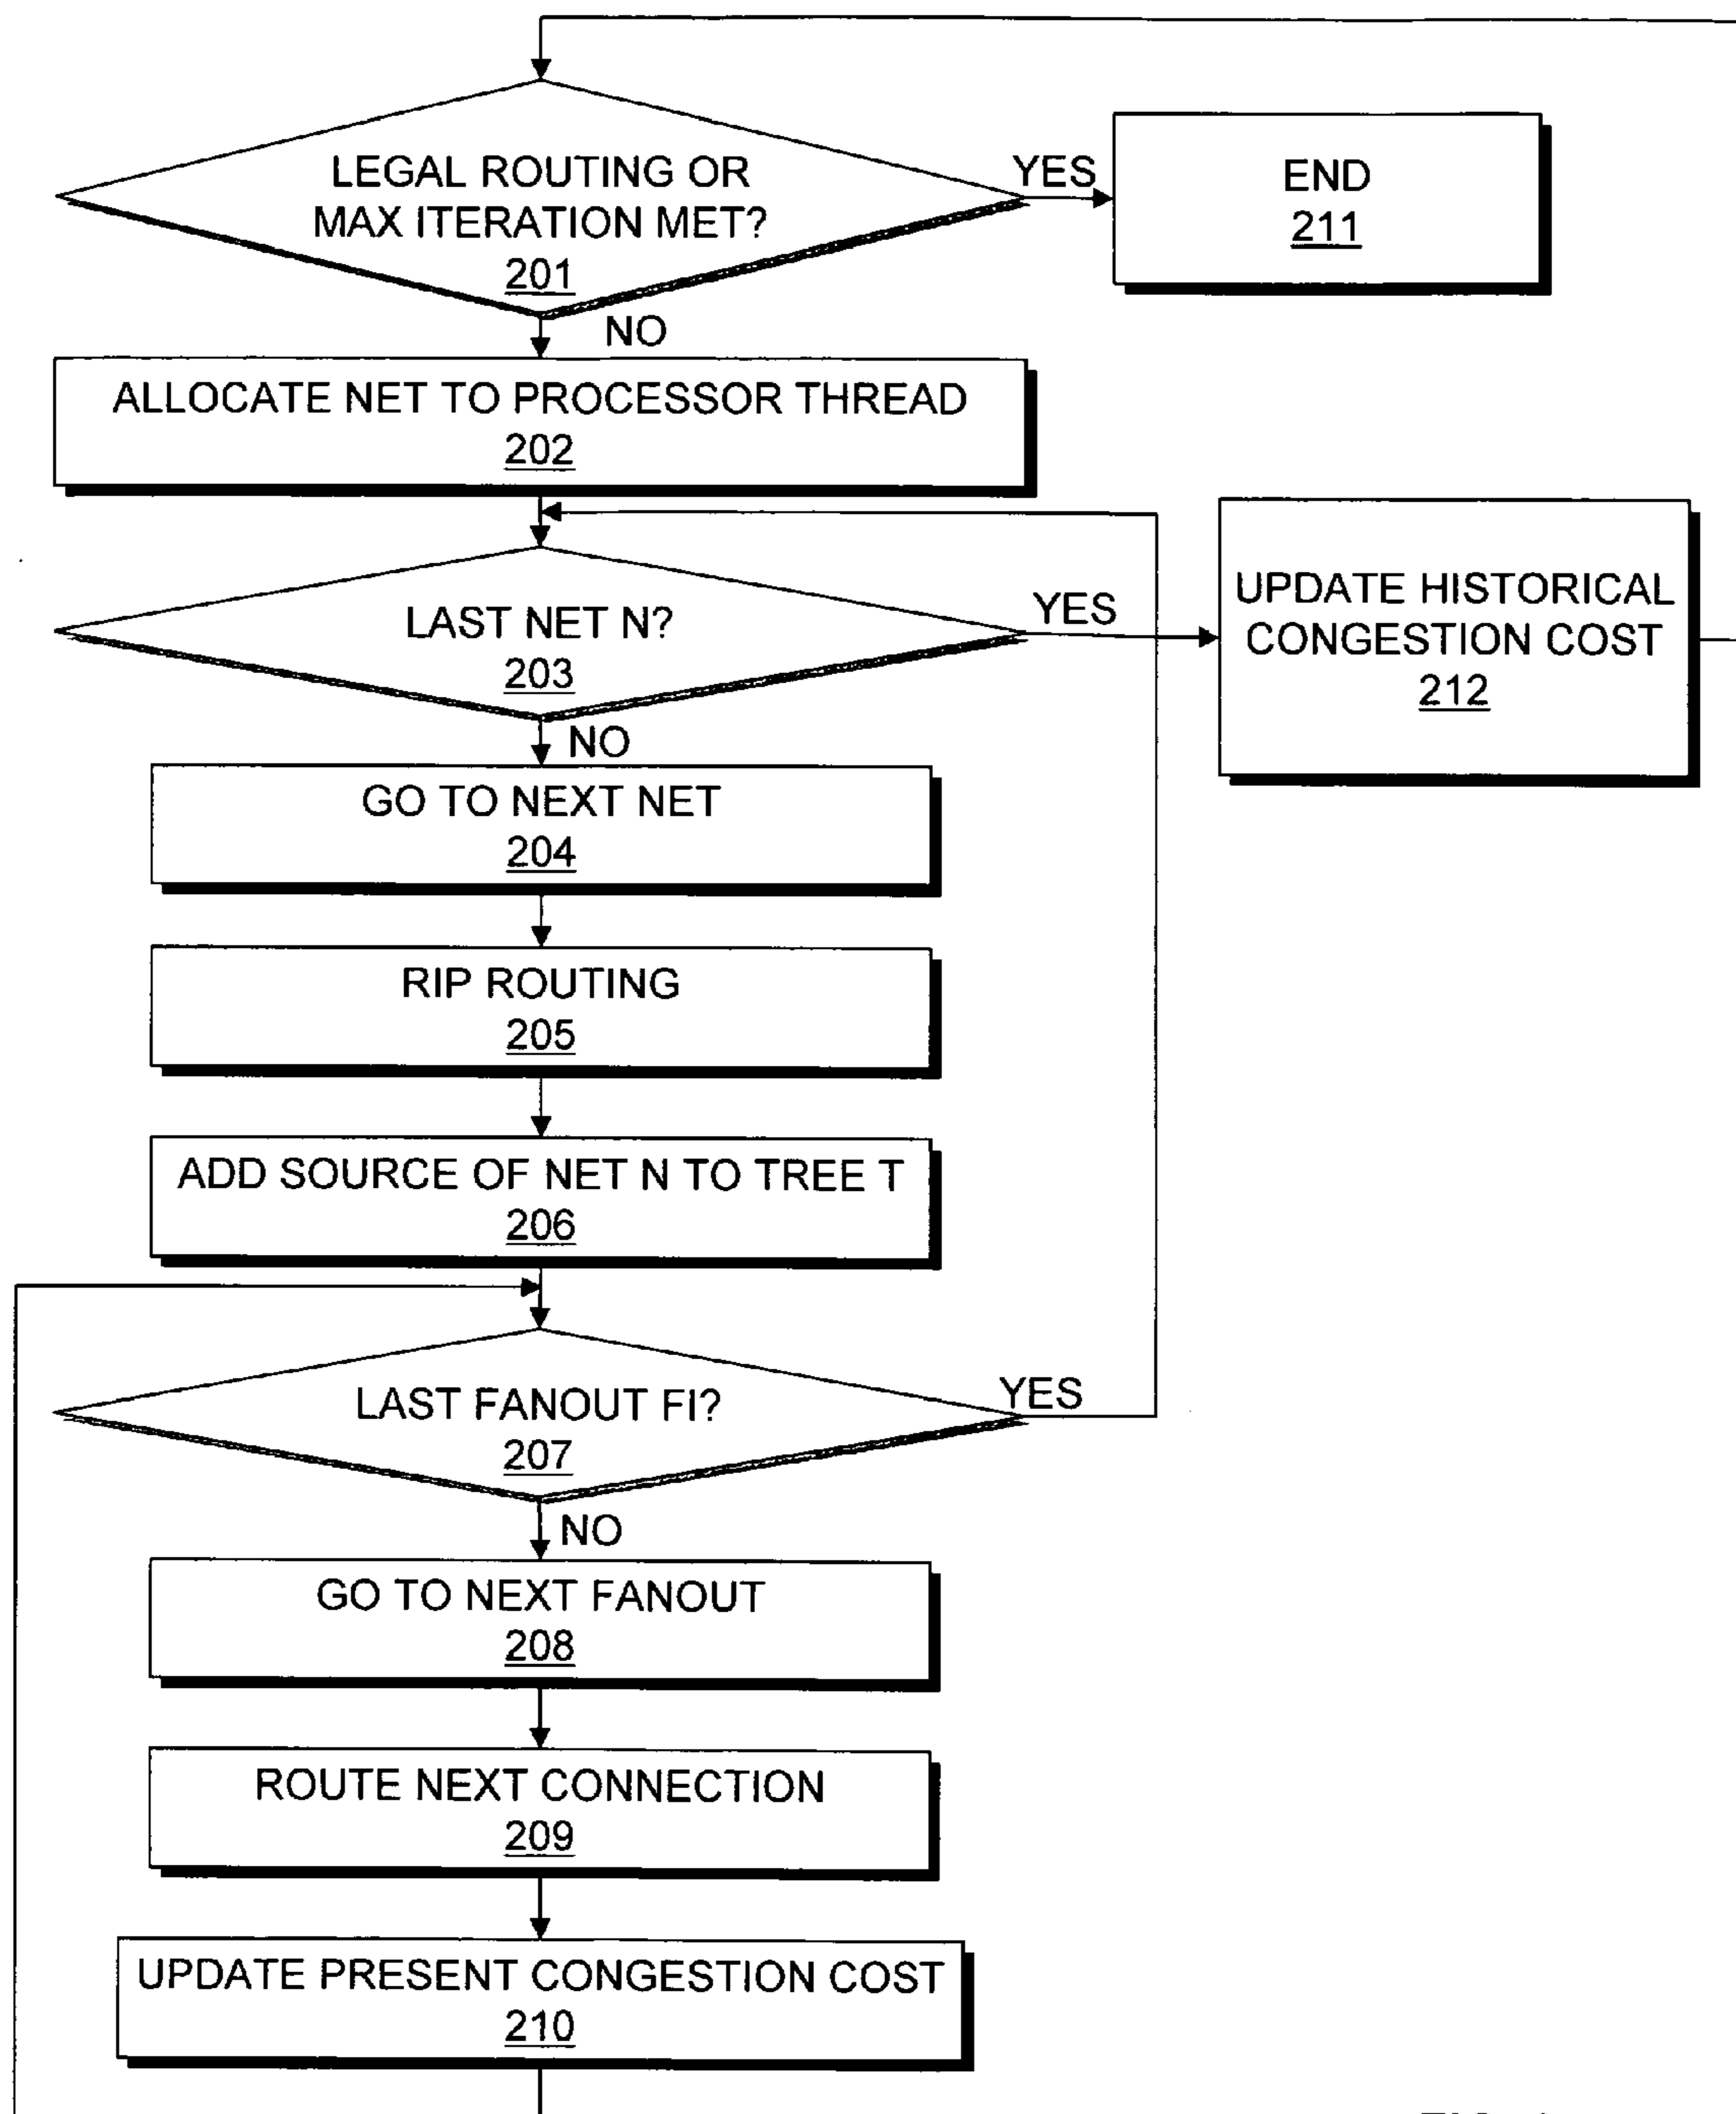 LEGAL ROUTING OR
MAX ITERATION MET?
201
YES
END
211
NO
ALLOCATE NET TO PROCESSOR THREAD
202
LAST NET N?
203
YES
UPDATE HISTORICAL
CONGESTION COST
212
NO
GO TO NEXT NET
204
RIP ROUTING
205
ADD SOURCE OF NET N TO TREE T
206
LAST FANOUT FI?
207
YES
NO
GO TO NEXT FANOUT
208
ROUTE NEXT CONNECTION
209
UPDATE PRESENT CONGESTION COST
210